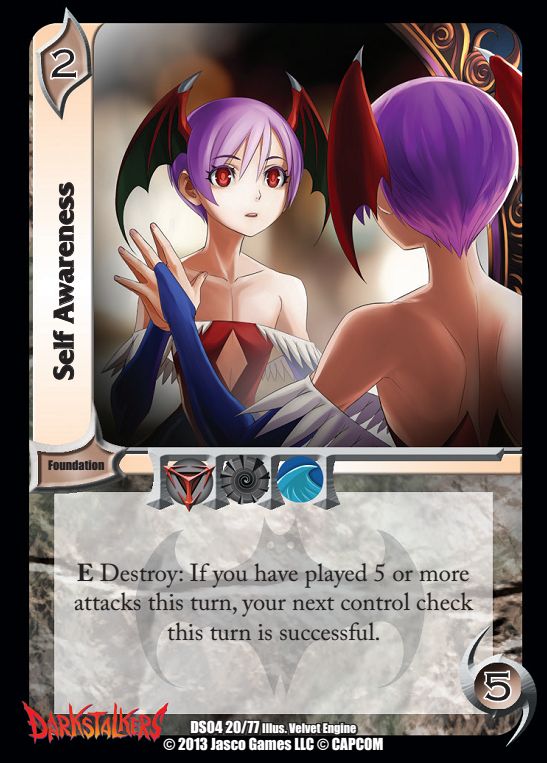 2
Self Awareness
Foundation
E Destroy: If you have played 5 or more
attacks this turn, your next control check
this turn is successful.
5
DARKSTALKERS
DS04 20/77 Illus. Velvet Engine
© 2013 Jasco Games LLC © CAPCOM